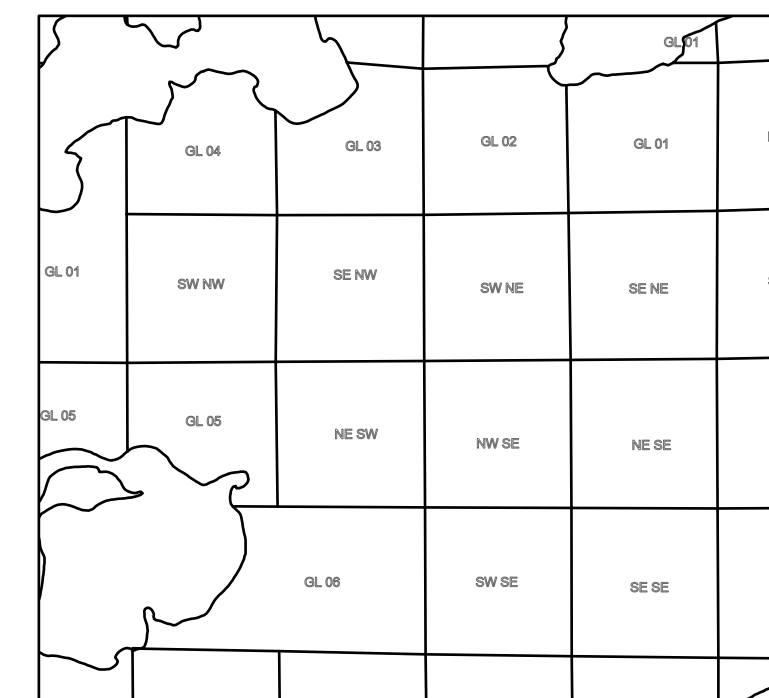 GL 01
GL 04
GL 03
GL 02
GL 01
GL 01
SW NW
SE NW
SW NE
SE NE
GL 05
GL 05
NE SW
NW SE
NE SE
GL 06
SW SE
SE SE